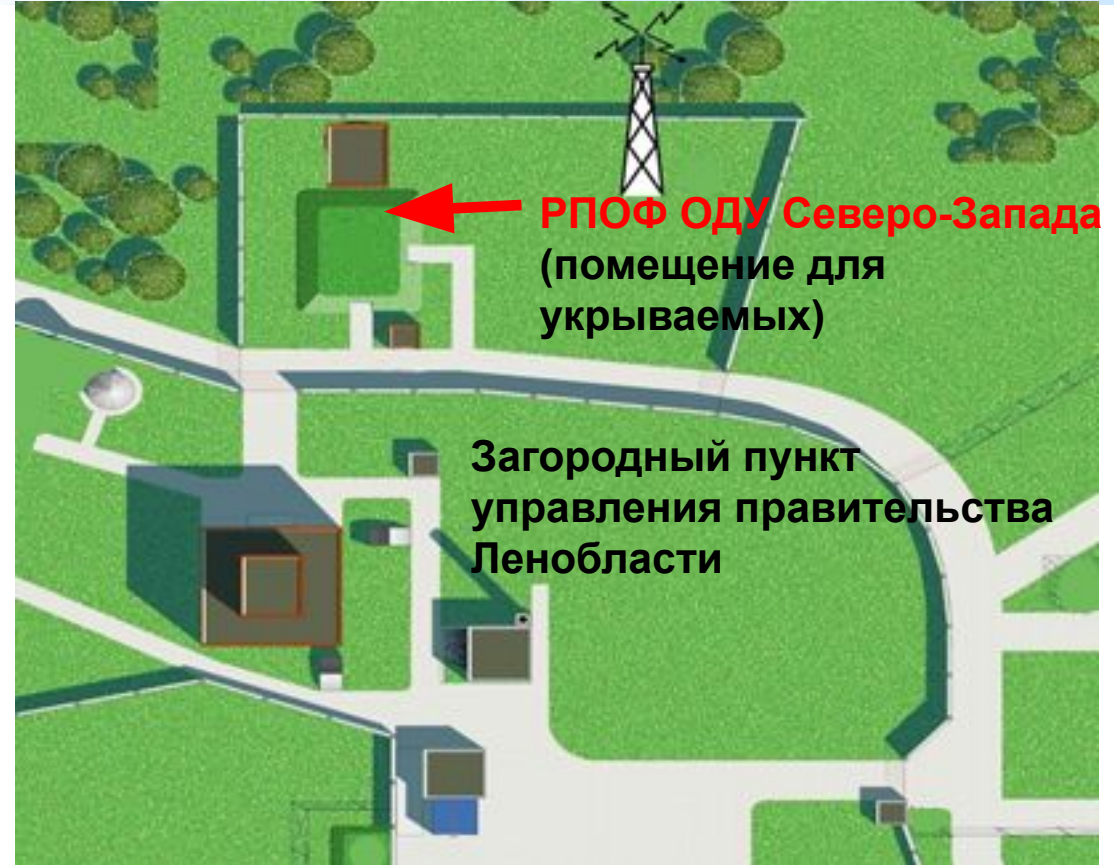 РПОФ ОДУ Северо-Запада
(помещение для
укрываемых)
Загородный пункт
управления правительства
Ленобласти